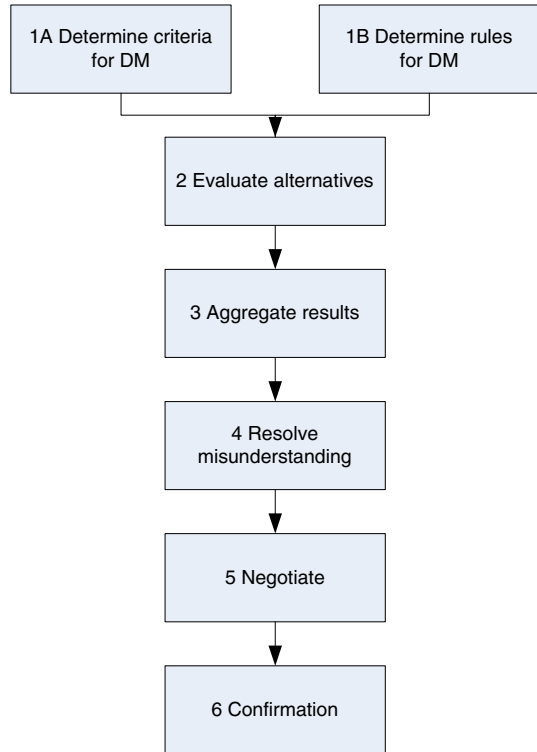 1A Determine criteria
for DM
1B Determine rules
for DM
2 Evaluate alternatives
3 Aggregate results
4 Resolve
misunderstanding
5 Negotiate
6 Confirmation